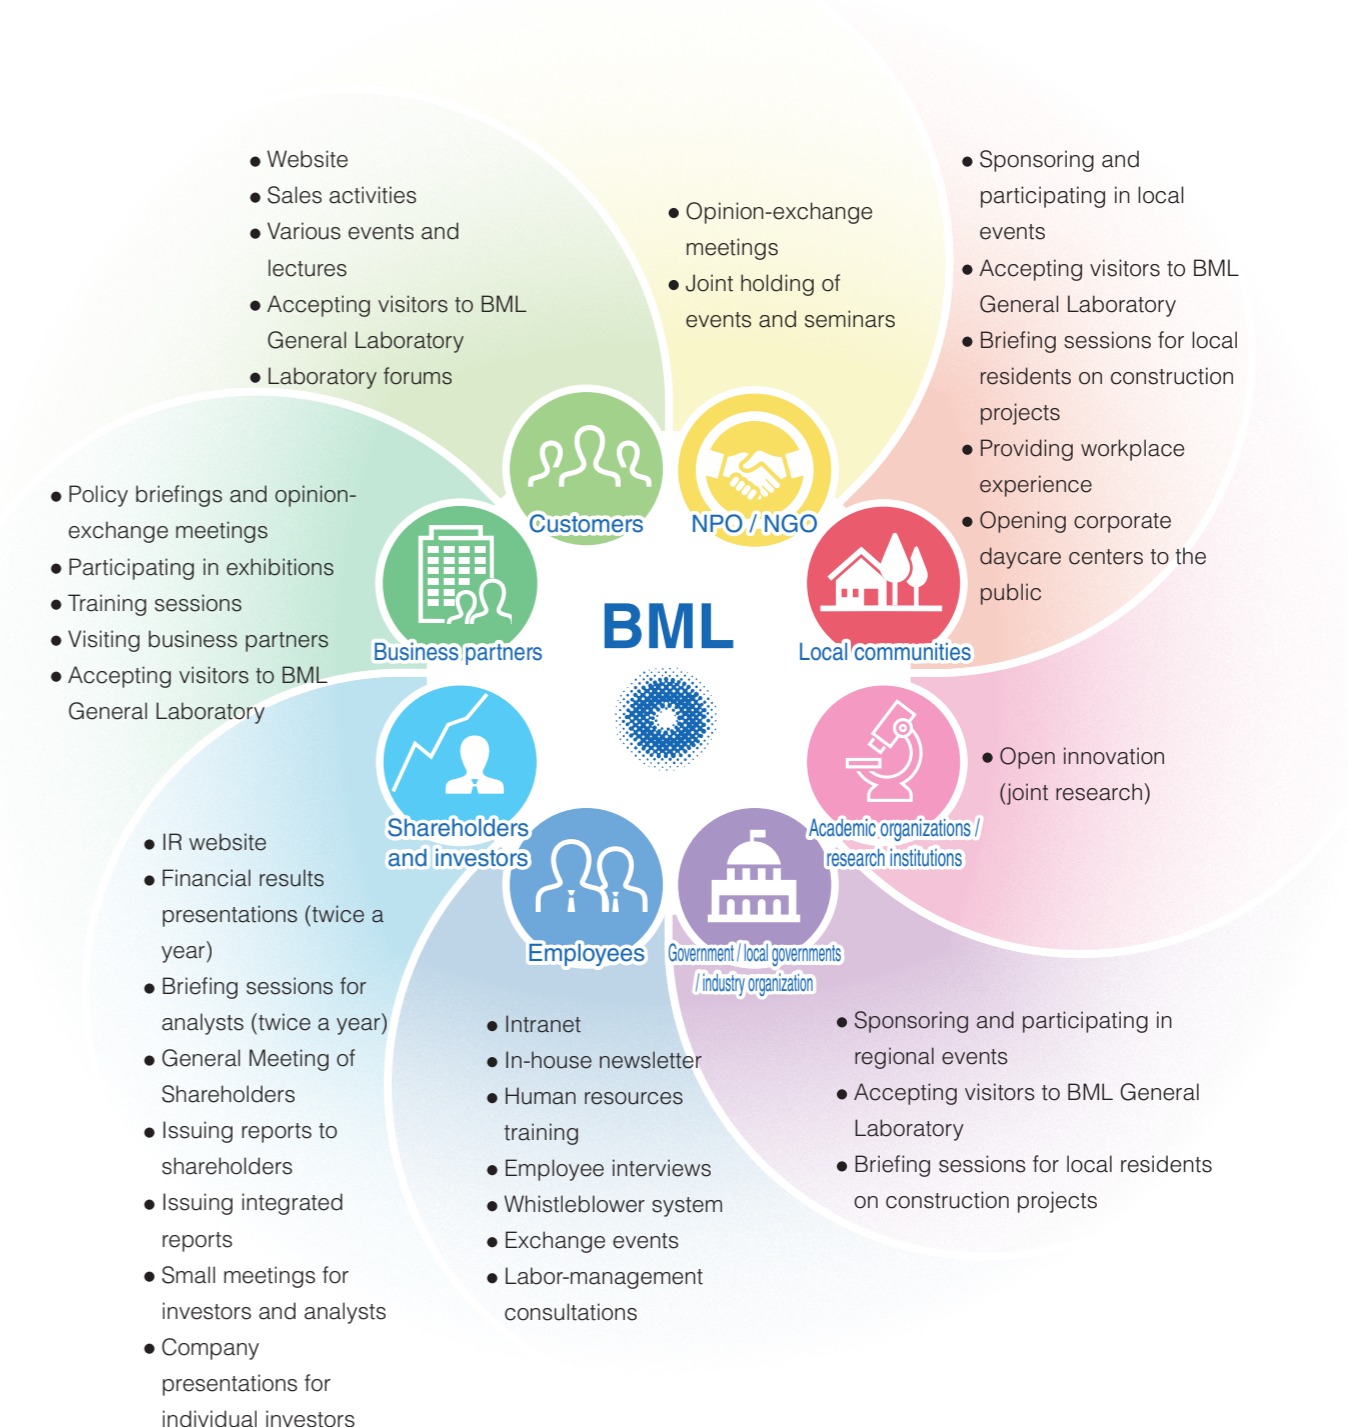 ● Website
● Sales activities
● Various events and
lectures
● Accepting visitors to BML
General Laboratory
● Laboratory forums
Customers
● Opinion-exchange
meetings
● Joint holding of
events and seminars
NPO / NGO
● Sponsoring and
participating in local
events
● Accepting visitors to BML
General Laboratory
● Briefing sessions for local
residents on construction
projects
● Providing workplace
experience
● Opening corporate
daycare centers to the
public
Local communities
● Policy briefings and opinion-
exchange meetings
● Participating in exhibitions
● Training sessions
● Visiting business partners
● Accepting visitors to BML
General Laboratory
Business partners
BML
● Open innovation
(joint research)
Academic organizations /
research institutions
Shareholders
and investors
● IR website
● Financial results
presentations (twice a
year)
● Briefing sessions for
analysts (twice a year)
● General Meeting of
Shareholders
● Issuing reports to
shareholders
● Issuing integrated
reports
● Small meetings for
investors and analysts
● Company
presentations for
individual investors
Employees
● Intranet
● In-house newsletter
● Human resources
training
● Employee interviews
● Whistleblower system
● Exchange events
● Labor-management
consultations
Government / local governments
/ industry organization
● Sponsoring and participating in
regional events
● Accepting visitors to BML General
Laboratory
● Briefing sessions for local residents
on construction projects